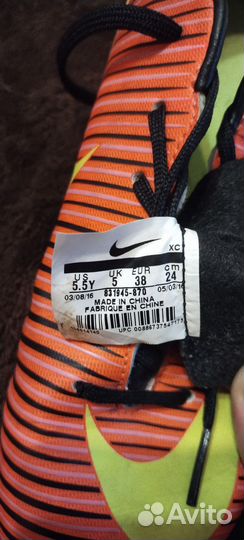 XC
US UK EUR cm
5.5Y 5 38 24
03/08/16 05/03/16
831945-870
MADE IN CHINA
FABRIQUE EN CHINE
UPC
Avito